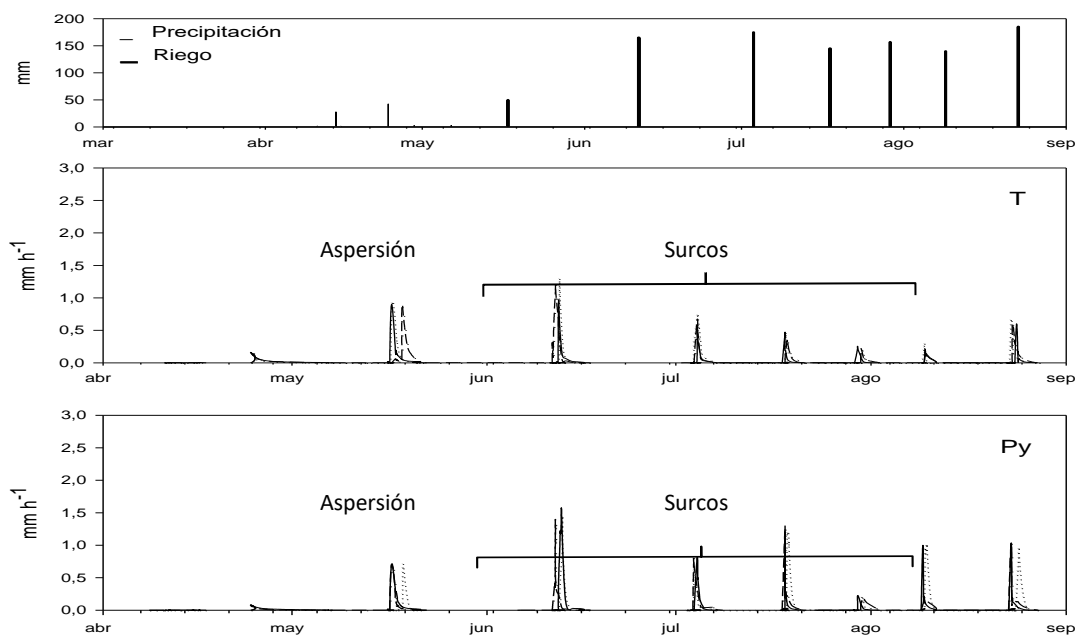 200
Precipitación
150
Riego
mm
100
50
0
mar abr may jun jul ago sep
3,0
T
2,5
2,0
Aspersión Surcos
mm h-1
1,5
1,0
0,5
0,0
abr may jun jul ago sep
3,0
Py
2,5
2,0
Aspersión Surcos
mm h-1
1,5
1,0
0,5
0,0
abr may jun jul ago sep